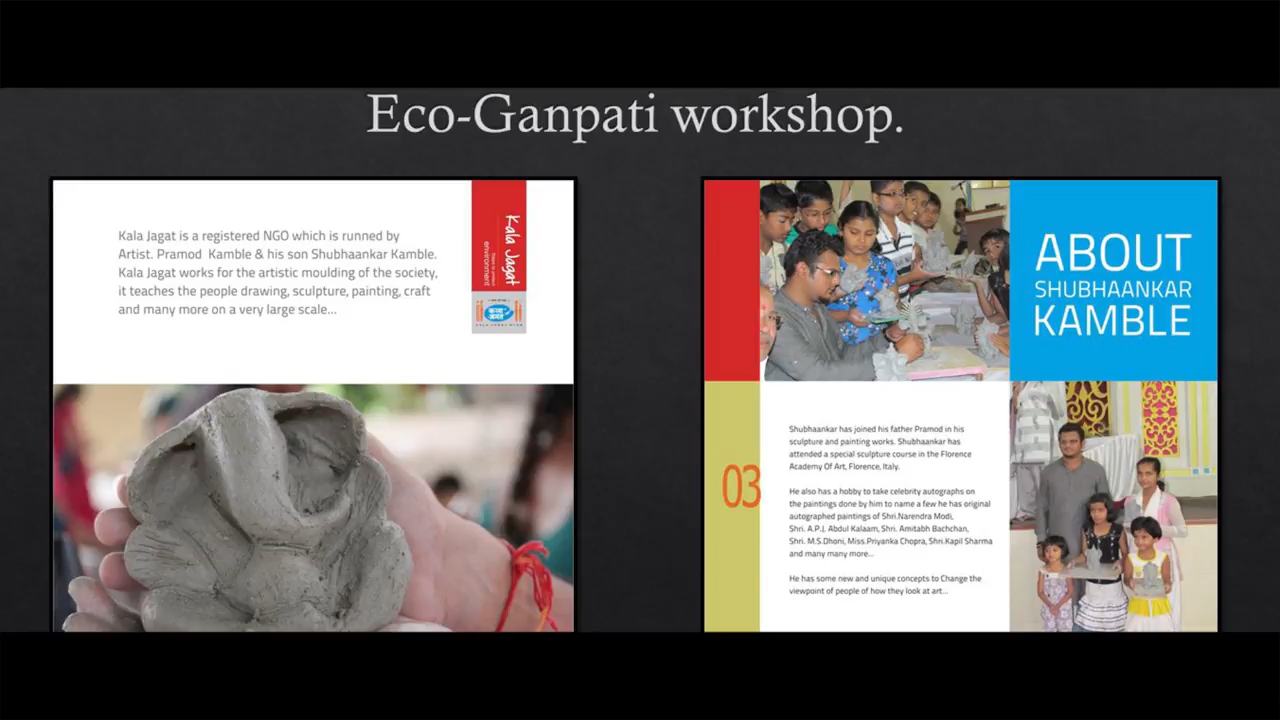 Eco-Ganpati workshop.
Kala Jagat is a registered NGO which is runned by
Artist. Pramod Kamble & his son Shubhaankar Kamble.
Kala Jagat works for the artistic moulding of the society,
it teaches the people drawing, sculpture, painting, craft
and many more on a very large scale...
Kala Jagat
environment
कला
जगत
ABOUT
SHUBHAANKAR
KAMBLE
03
Shubhaankar has joined his father Pramod in his
sculpture and painting works. Shubhaankar has
attended a special sculpture course in the Florence
Academy Of Art, Florence, Italy.
He also has a hobby to take celebrity autographs on
the paintings done by him to name a few he has original
autographed paintings of Shri.Narendra Modi,
Shri. A.P.J. Abdul Kalaam, Shri. Amitabh Bachchan,
Shri. M.S.Dhoni, Miss.Priyanka Chopra, Shri.Kapil Sharma
and many many more...
He has some new and unique concepts to Change the
viewpoint of people of how they look at art...